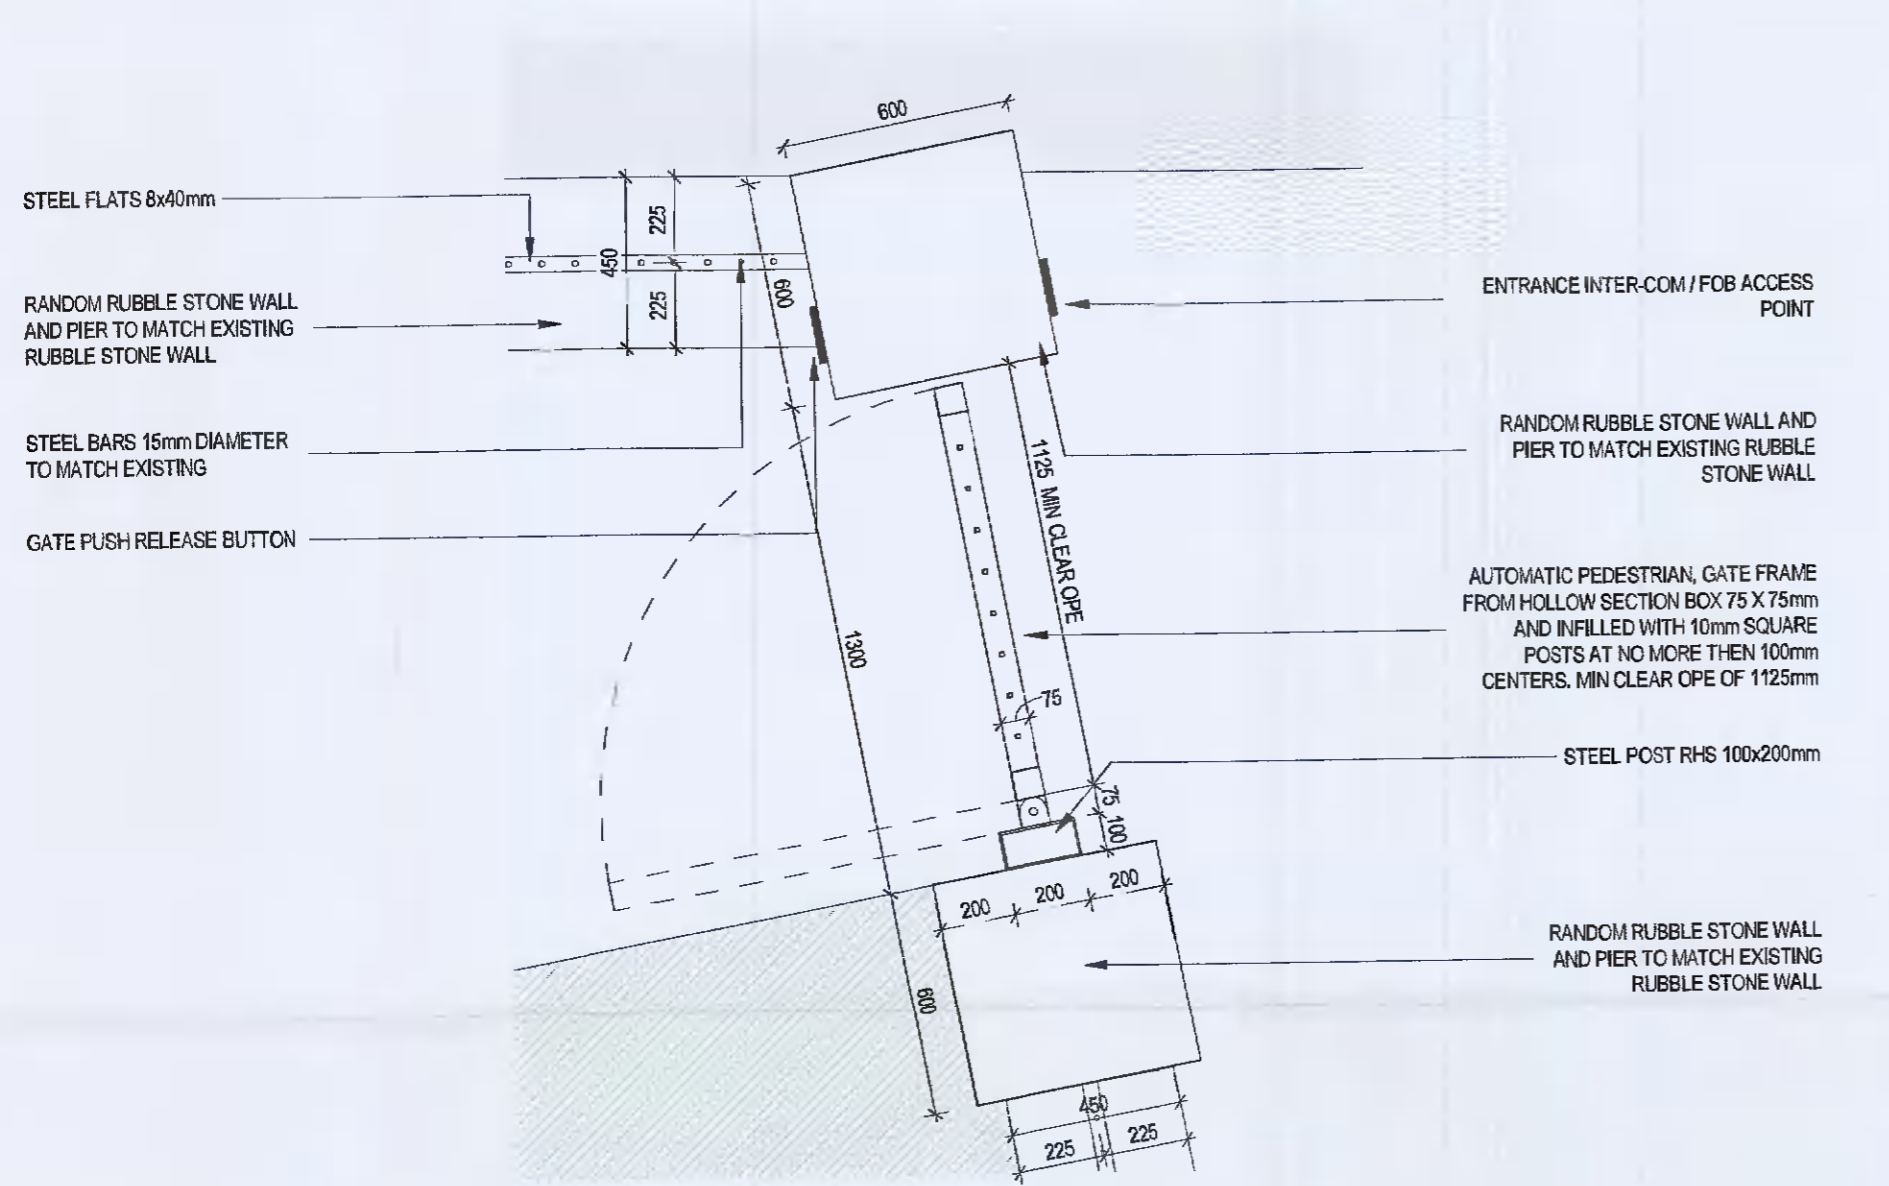 600
STEEL FLATS 8x40mm
225
450
225
600
RANDOM RUBBLE STONE WALL
AND PIER TO MATCH EXISTING
RUBBLE STONE WALL
ENTRANCE INTER-COM / FOB ACCESS
POINT
STEEL BARS 15mm DIAMETER
TO MATCH EXISTING
RANDOM RUBBLE STONE WALL AND
PIER TO MATCH EXISTING RUBBLE
STONE WALL
GATE PUSH RELEASE BUTTON
1125 MIN CLEAR OPE
1300
AUTOMATIC PEDESTRIAN, GATE FRAME
FROM HOLLOW SECTION BOX 75 X 75mm
AND INFILLED WITH 10mm SQUARE
POSTS AT NO MORE THEN 100mm
CENTERS. MIN CLEAR OPE OF 1125mm
75
STEEL POST RHS 100x200mm
75
100
200
200
200
600
RANDOM RUBBLE STONE WALL
AND PIER TO MATCH EXISTING
RUBBLE STONE WALL
450
225
225